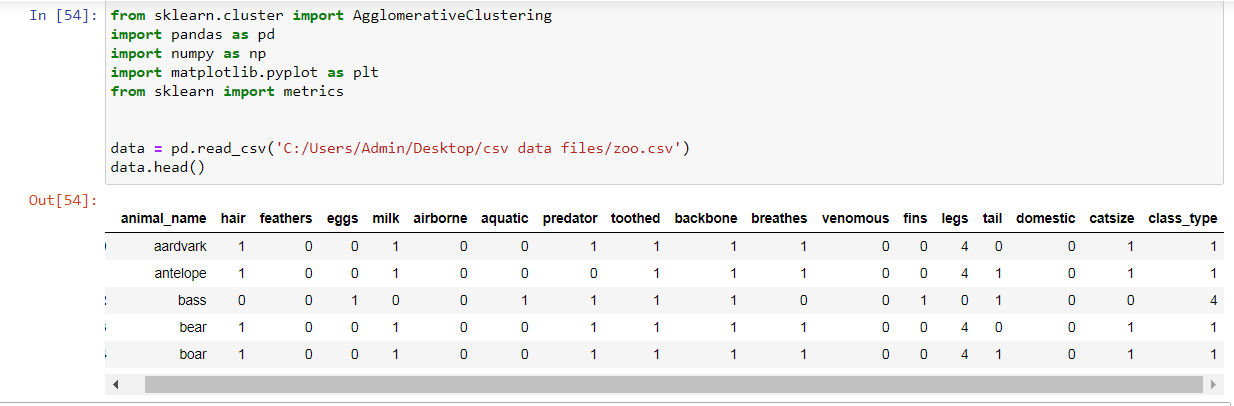 In [54]: from sklearn.cluster import AgglomerativeClustering
import pandas as pd
import numpy as np
import matplotlib.pyplot as plt
from sklearn import metrics
data = pd.read_csv('C:/Users/Admin/Desktop/csv data files/zoo.csv')
data.head()
Out[54]:
animal_name hair feathers eggs milk airborne aquatic predator toothed backbone breathes venomous fins legs tail domestic catsize class_type
aardvark 1 0 0 1 0 0 1 1 1 1 0 0 4 0 0 1 1
antelope 1 0 0 1 0 0 0 1 1 1 0 0 4 1 0 1 1
bass 0 0 1 0 0 1 1 1 1 0 0 1 0 1 0 0 4
bear 1 0 0 1 0 0 1 1 1 1 0 0 4 0 0 1 1
boar 1 0 0 1 0 0 1 1 1 1 0 0 4 1 0 1 1